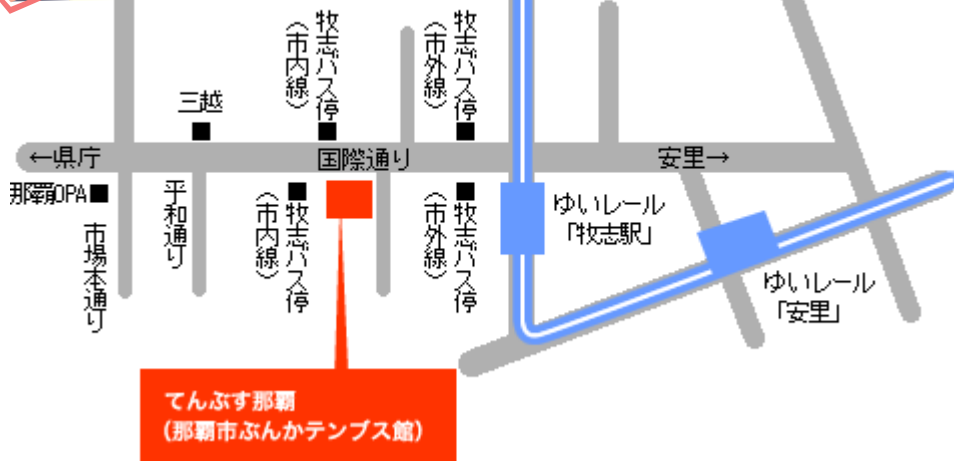 牧志バス停
（市内線）
牧志バス停
（市外線）
三越
←県庁
国際通り
安里→
那覇OPA
市場本通り
平和通り
牧志バス停
（市内線）
牧志バス停
（市外線）
ゆいレール
「牧志駅」
ゆいレール
「安里」
てんぶす那覇
（那覇市ぶんかテンブス館）